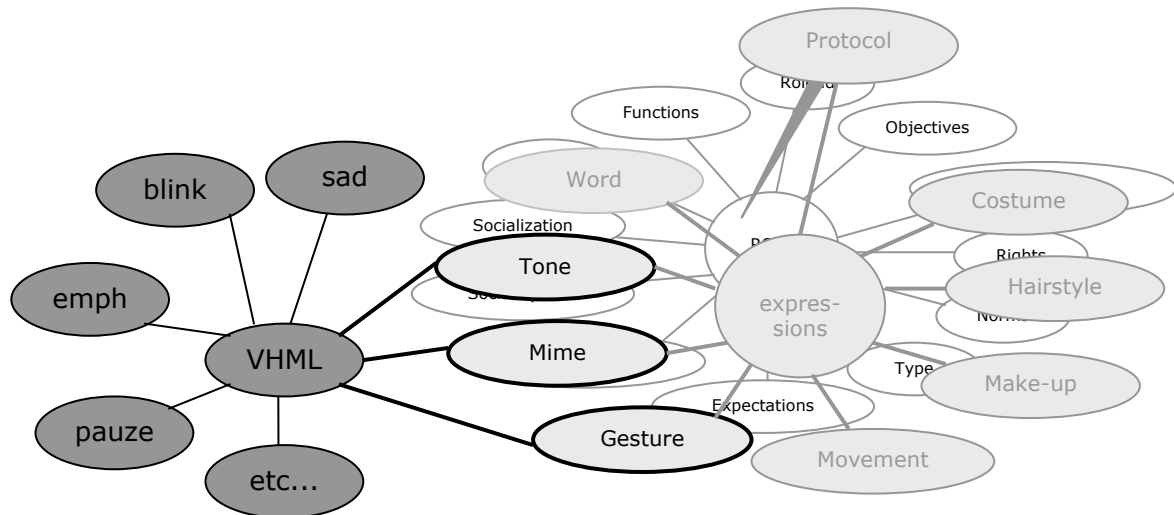 Protocol
Functions
Objectives
blink
sad
Word
Costume
Socialization
Rights
Tone
emph
expres-
sions
Hairstyle
VHML
Mime
Type
Make-up
Expectations
pauze
Gesture
Movement
etc...